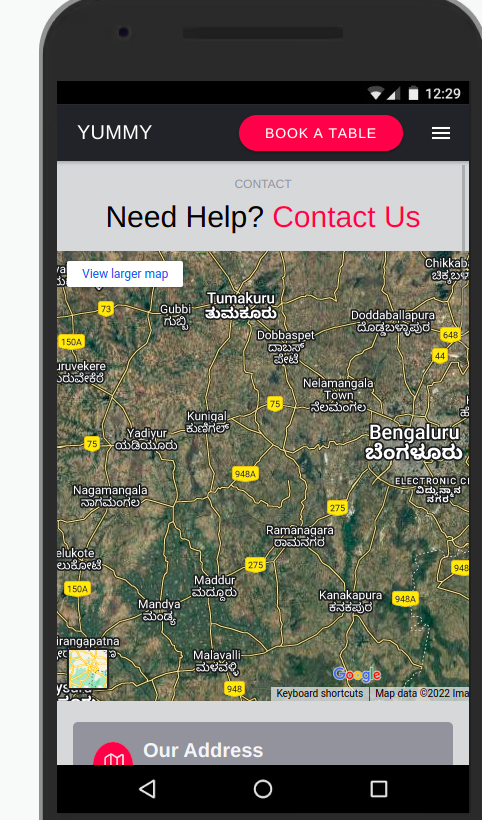 12:29
YUMMY
BOOK A TABLE
CONTACT
Need Help? Contact Us
View larger map
Chikkab
73
Gubbi
ಗುಬ್ಬಿ
Tumakuru
ತುಮಕೂರು
Doddaballapura
ದೊಡ್ಡಬಳ್ಳಾಪುರ
150A
Dobbaspet
ದಾಬಸ್
ಪೇಟೆ
648
44
uruvekere
ುರುವೇಕೆರೆ
Nelamangala
Town
ನೆಲಮಂಗಲ
75
Kunigal
ಕುಣಿಗಲ್
75
Yadiyur
ಯಡಿಯೂರು
Bengaluru
ಬೆಂಗಳೂರು
948A
ELECTRONIC CI
Nagamangala
ನಾಗಮಂಗಲ
275
Ramanagara
ರಾಮನಗರ
elukote
ಲುಕೋಟೆ
275
948
150A
Maddur
ಮದ್ದೂರು
Kanakapura
ಕನಕಪುರ
948A
Mandya
ಮಂಡ್ಯ
irangapatna
Malavalli
ಮಳವಳ್ಳಿ
948
Google
Keyboard shortcuts
Map data ©2022 Ima
Our Address